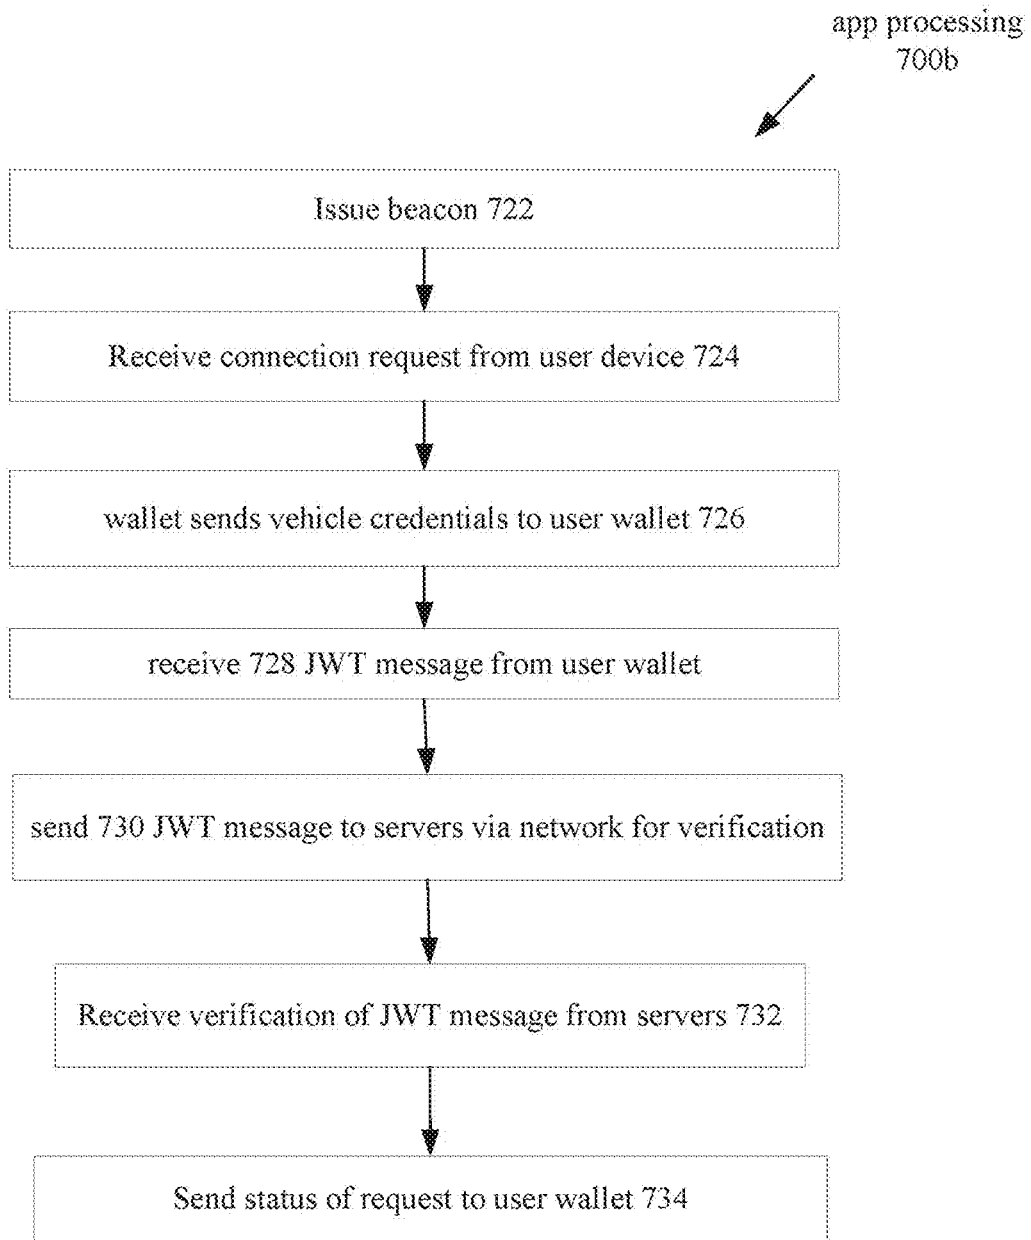 app processing
700b
Issue beacon 722
Receive connection request from user device 724
wallet sends vehicle credentials to user wallet 726
receive 728 JWT message from user wallet
send 730 JWT message to servers via network for verification
Receive verification of JWT message from servers 732
Send status of request to user wallet 734